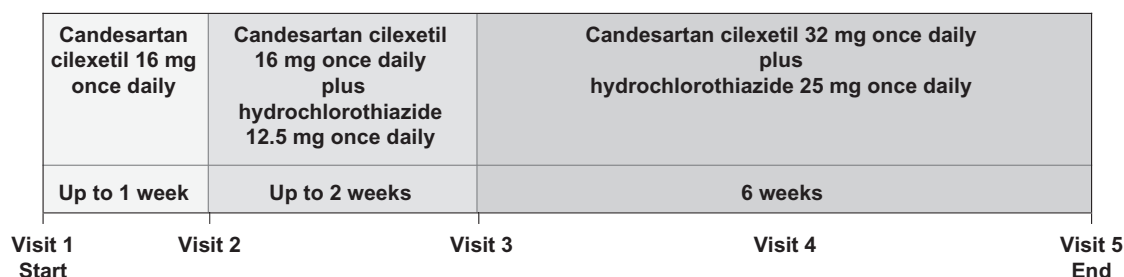 Candesartan
cilexetil 16 mg
once daily
Candesartan cilexetil
16 mg once daily
plus
hydrochlorothiazide
12.5 mg once daily
Candesartan cilexetil 32 mg once daily
plus
hydrochlorothiazide 25 mg once daily
Up to 1 week
Up to 2 weeks
6 weeks
Visit 1
Start
Visit 2
Visit 3
Visit 4
Visit 5
End